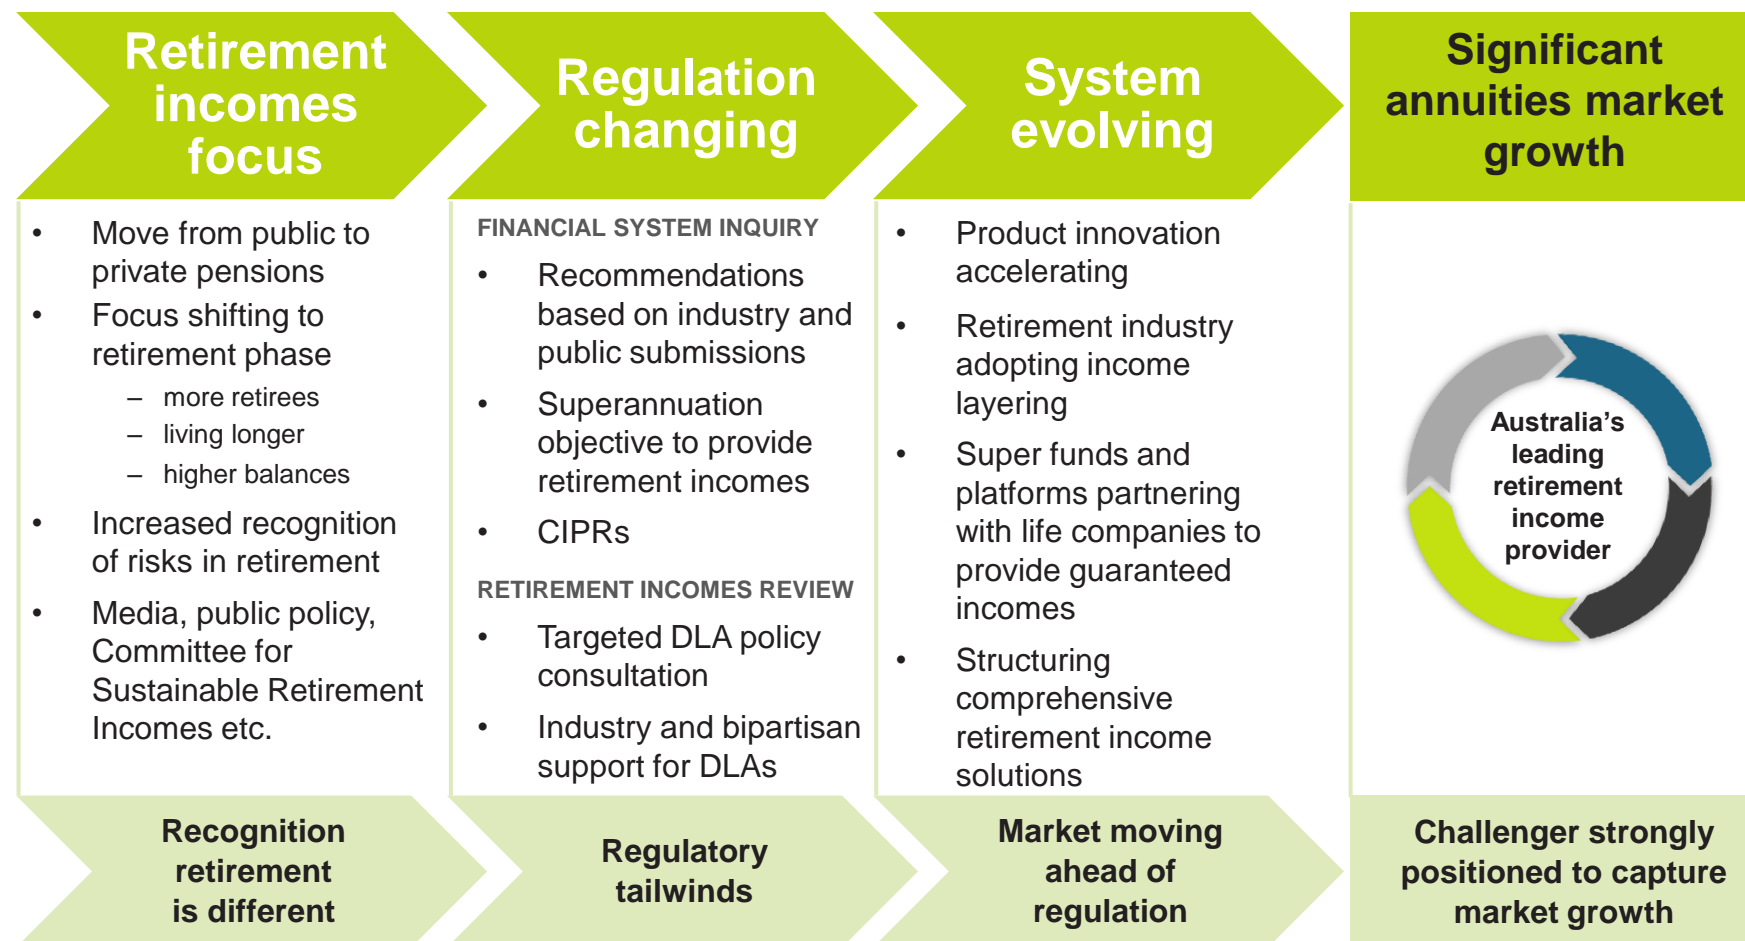 Retirement
incomes
focus
• Move from public to
private pensions
• Focus shifting to
retirement phase
– more retirees
– living longer
– higher balances
• Increased recognition
of risks in retirement
• Media, public policy,
Committee for
Sustainable Retirement
Incomes etc.
Recognition
retirement
is different
Regulation
changing
FINANCIAL SYSTEM INQUIRY
• Recommendations
based on industry and
public submissions
• Superannuation
objective to provide
retirement incomes
• CIPRs
RETIREMENT INCOMES REVIEW
• Targeted DLA policy
consultation
• Industry and bipartisan
support for DLAs
Regulatory
tailwinds
System
evolving
• Product innovation
accelerating
• Retirement industry
adopting income
layering
• Super funds and
platforms partnering
with life companies to
provide guaranteed
incomes
• Structuring
comprehensive
retirement income
solutions
Market moving
ahead of
regulation
Significant
annuities market
growth
Australia's
leading
retirement
income
provider
Challenger strongly
positioned to capture
market growth